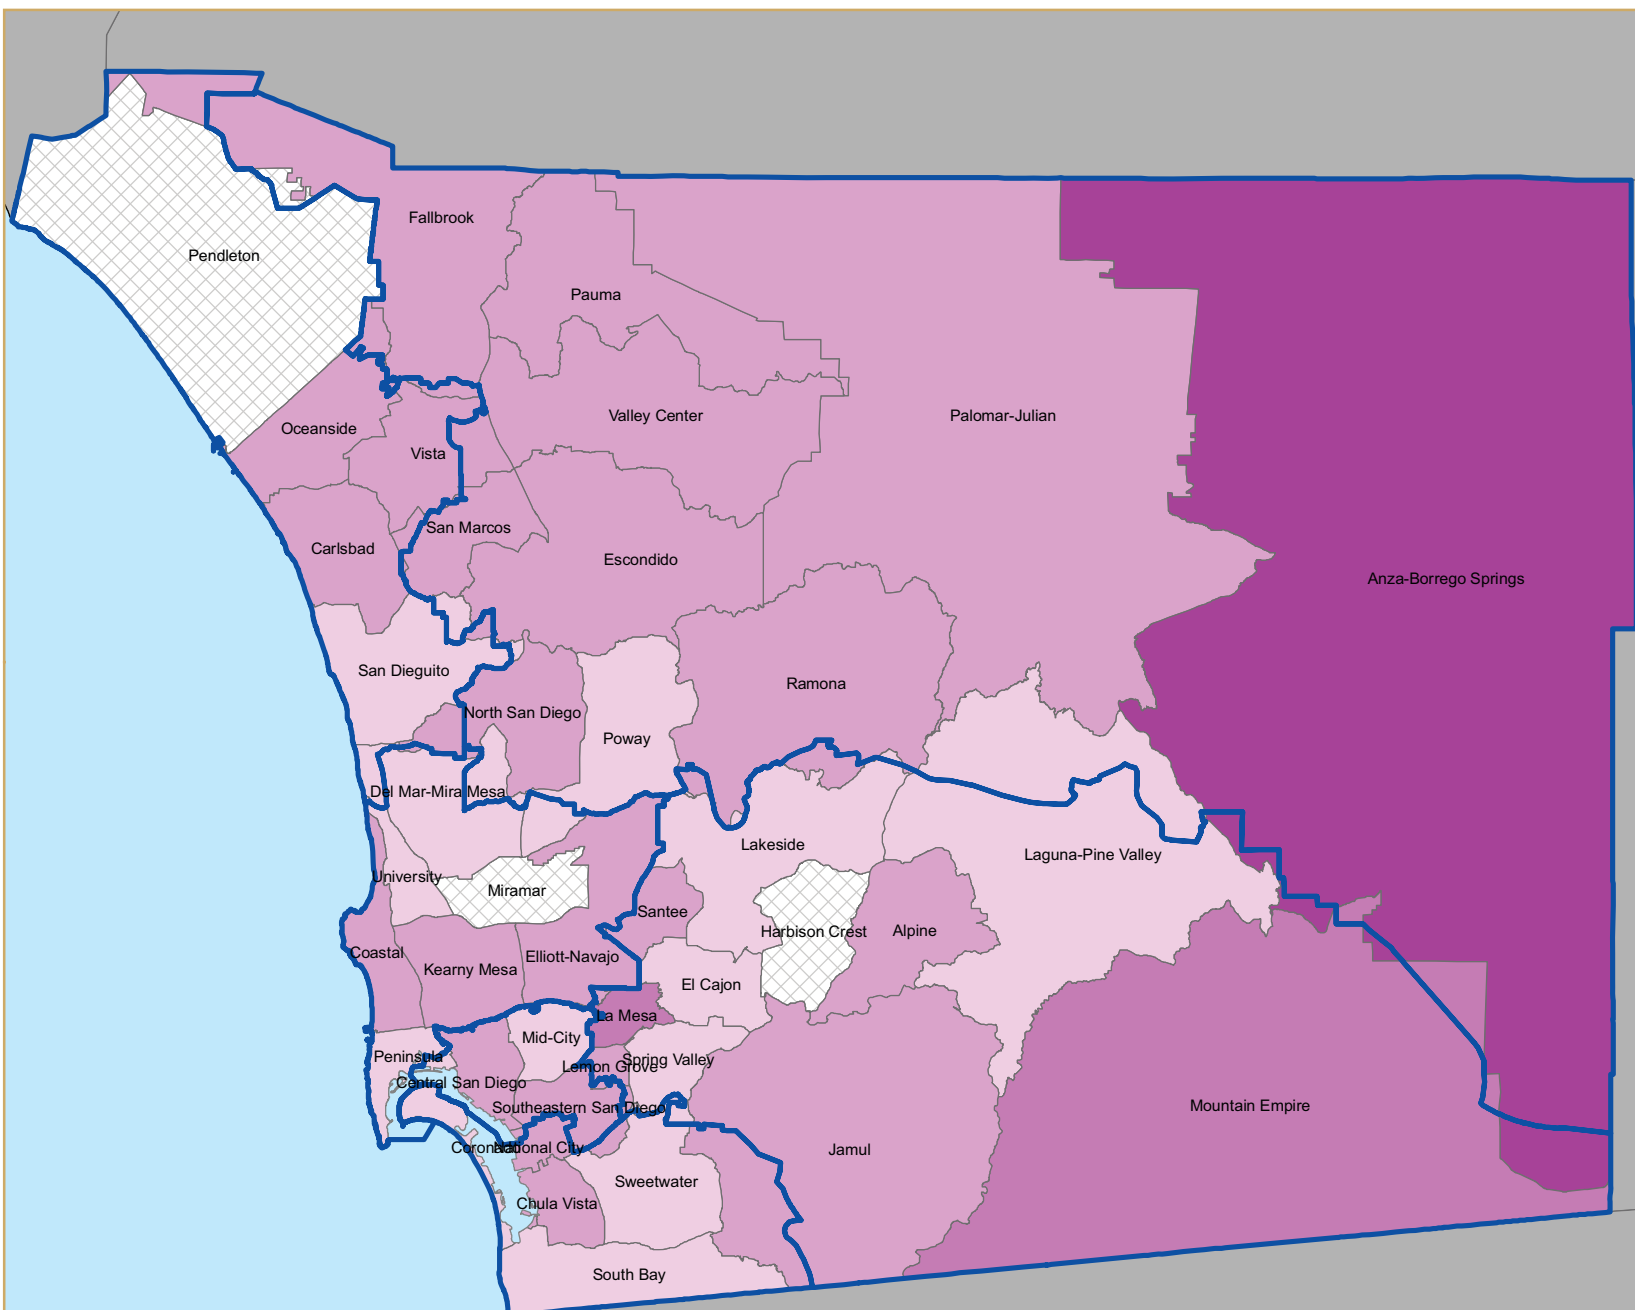 Fallbrook
Pendleton
Pauma
Valley Center
Palomar-Julian
Oceanside
Vista
San Marcos
Carlsbad
Escondido
Anza-Borrego Springs
San Dieguito
Ramona
North San Diego
Poway
Del Mar-Mira Mesa
Lakeside
Laguna-Pine Valley
University
Miramar
Santee
Harbison Crest
Alpine
Coastal
Elliott-Navajo
Kearny Mesa
El Cajon
La Mesa
Mid-City
Peninsula
Spring Valley
Lemon Grove
Central San Diego
Southeastern San Diego
Mountain Empire
Coronado
National City
Jamul
Sweetwater
Chula Vista
South Bay